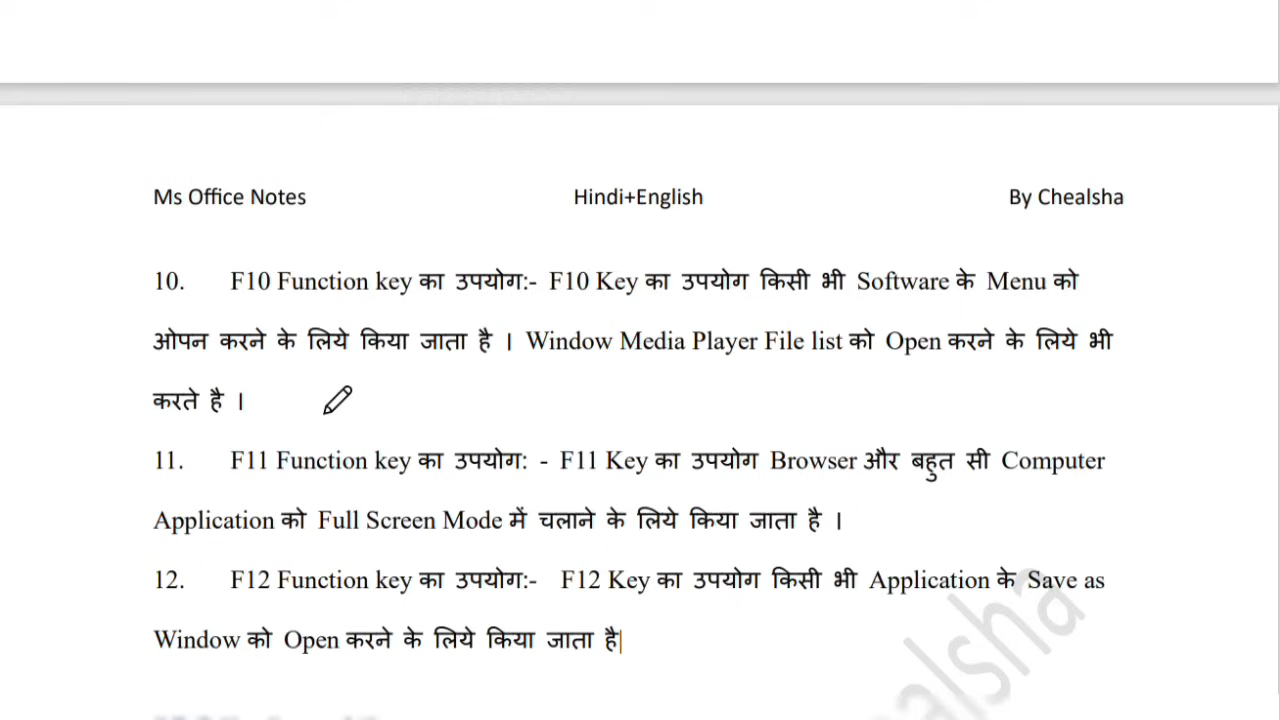 Ms Office Notes Hindi+English By Chealsha
10. F10 Function key का उपयोग:- F10 Key का उपयोग किसी भी Software के Menu को
ओपन करने के लिये किया जाता है । Window Media Player File list को Open करने के लिये भी
करते है ।
11. F11 Function key का उपयोग: - F11 Key का उपयोग Browser और बहुत सी Computer
Application को Full Screen Mode में चलाने के लिये किया जाता है ।
12. F12 Function key का उपयोग:- F12 Key का उपयोग किसी भी Application के Save as
Window को Open करने के लिये किया जाता है
alsha